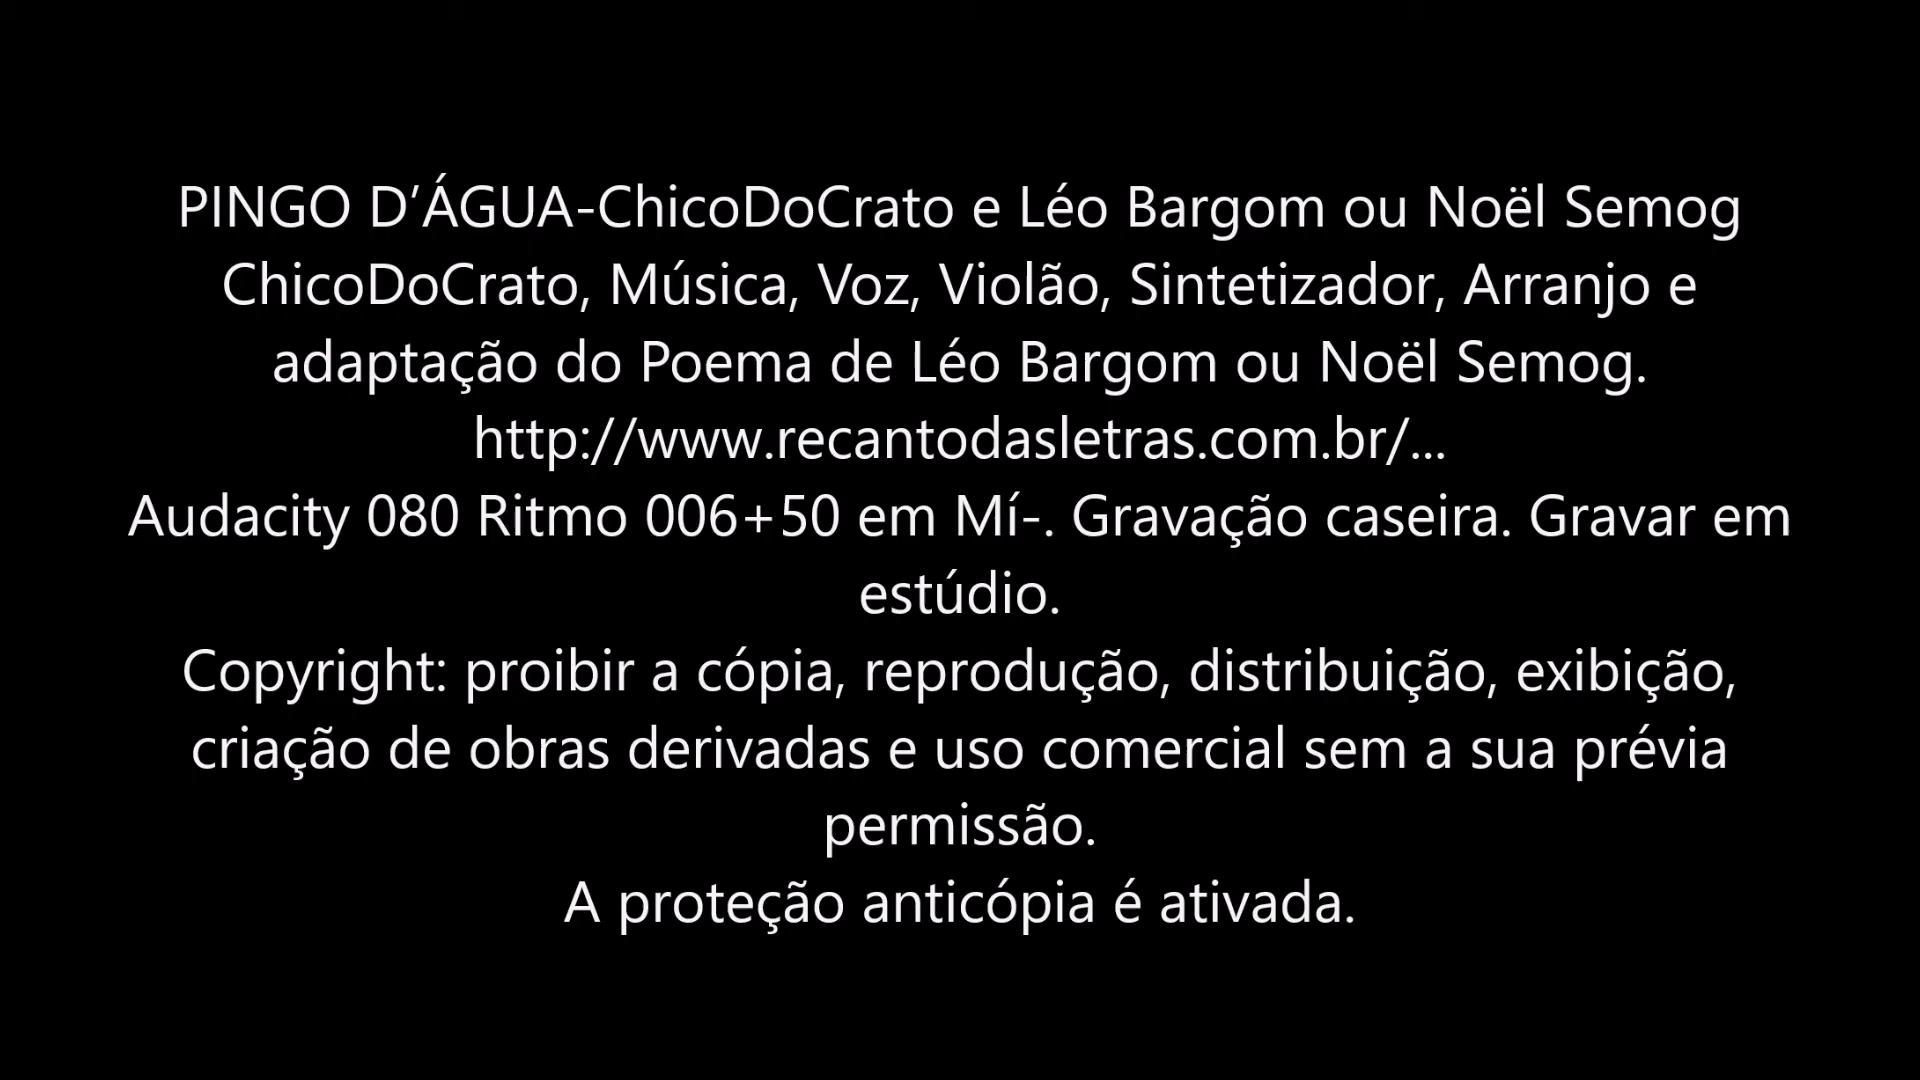 PINGO D’ÁGUA-ChicoDoCrato e Léo Bargom ou Noël Semog
ChicoDoCrato, Música, Voz, Violão, Sintetizador, Arranjo e
adaptação do Poema de Léo Bargom ou Noël Semog.
http://www.recantodasletras.com.br/...
Audacity 080 Ritmo 006+50 em Mí-. Gravação caseira. Gravar em
estúdio.
Copyright: proibir a cópia, reprodução, distribuição, exibição,
criação de obras derivadas e uso comercial sem a sua prévia
permissão.
A proteção anticópia é ativada.